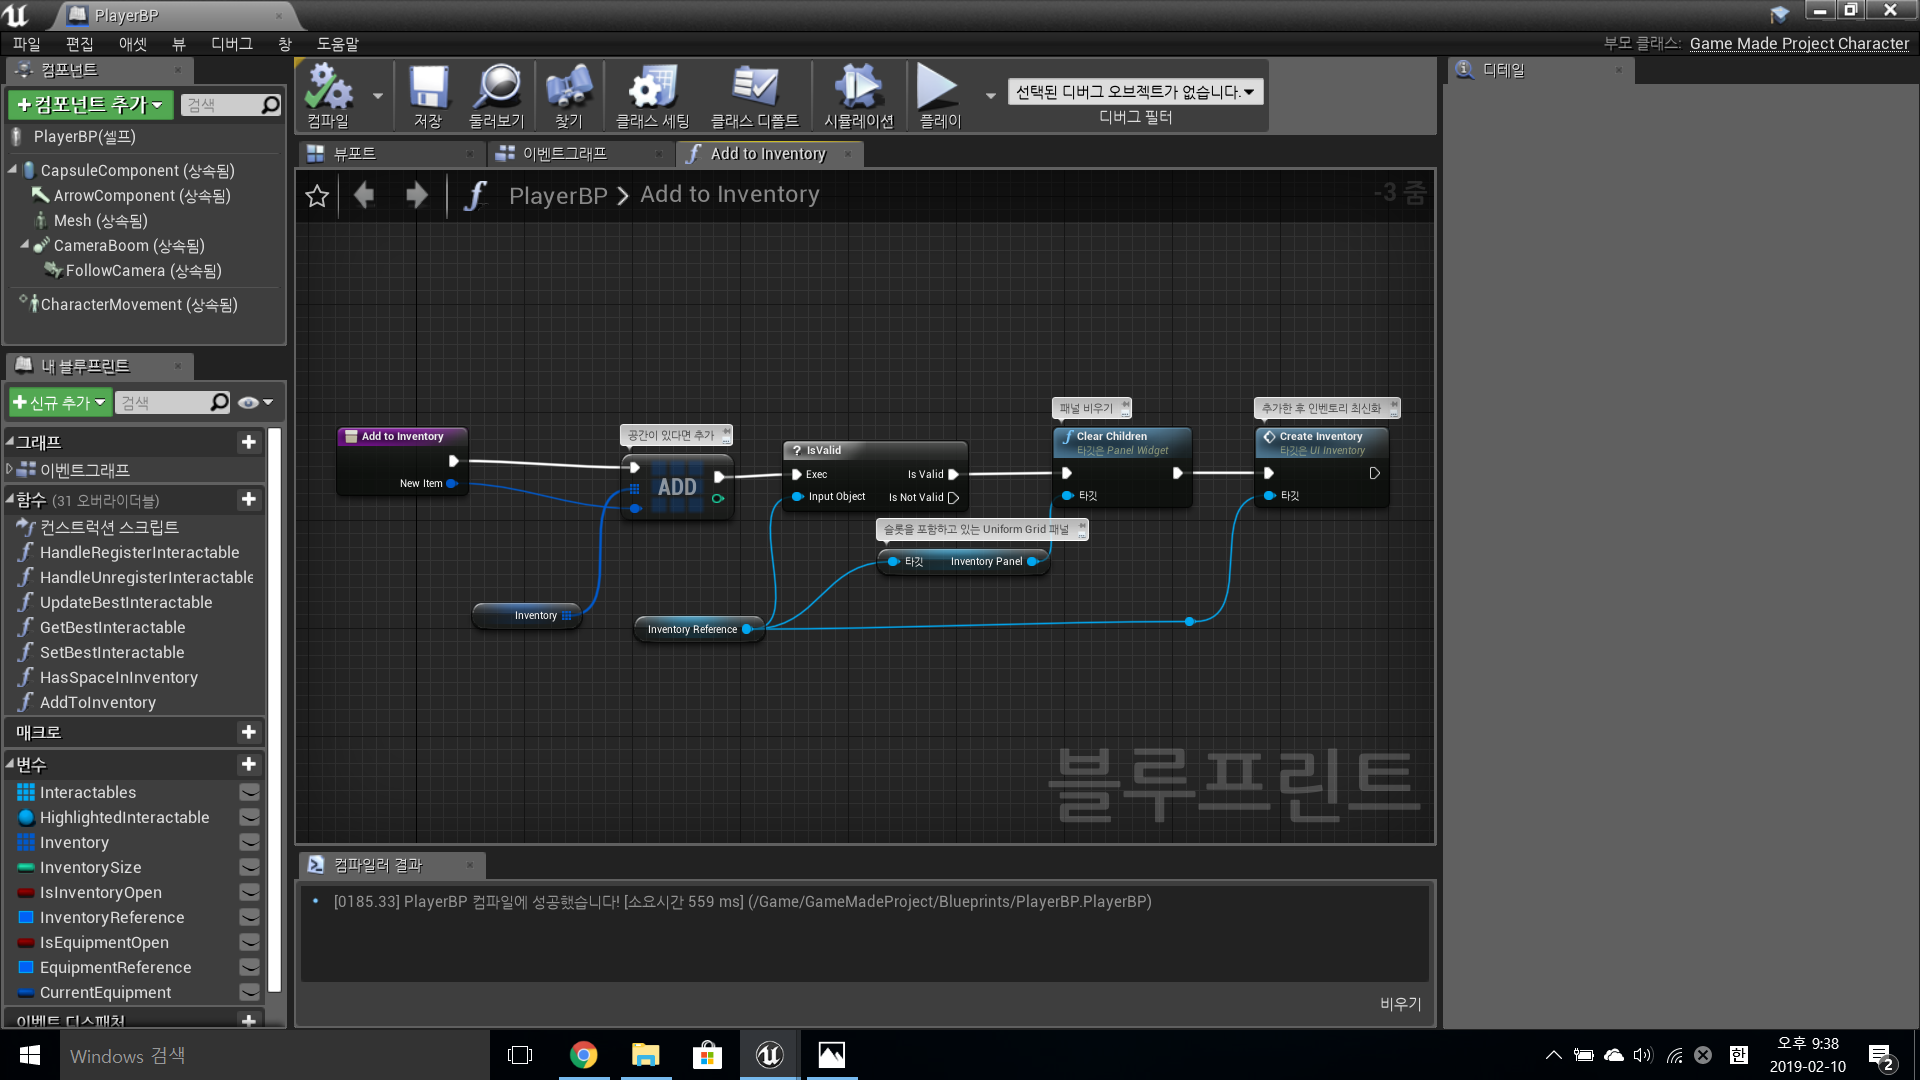 PlayerBP
파일 편집 애셋 뷰 디버그 창 도움말
부모 클래스: Game Made Project Character
컴포넌트
+컴포넌트 추가
검색
PlayerBP(셀프)
CapsuleComponent (상속됨)
ArrowComponent (상속됨)
Mesh (상속됨)
CameraBoom (상속됨)
FollowCamera (상속됨)
CharacterMovement (상속됨)
내 블루프린트
+신규 추가
검색
그래프
이벤트그래프
함수 (31 오버라이더블)
컨스트럭션 스크립트
HandleRegisterInteractable
HandleUnregisterInteractable
UpdateBestInteractable
GetBestInteractable
SetBestInteractable
HasSpaceInInventory
AddToInventory
매크로
변수
Interactables
HighlightedInteractable
Inventory
InventorySize
IsInventoryOpen
InventoryReference
IsEquipmentOpen
EquipmentReference
CurrentEquipment
이벤트 디스패처
컴파일 저장 둘러보기 찾기 클래스 세팅 클래스 디폴트 시뮬레이션 플레이
선택된 디버그 오브젝트가 없습니다.
디버그 필터
뷰포트 이벤트그래프 Add to Inventory
PlayerBP > Add to Inventory
-3 줌
Add to Inventory
New Item
공간이 있다면 추가
ADD
? IsValid
Exec Is Valid
Input Object Is Not Valid
패널 비우기
Clear Children
타깃은 Panel Widget
타깃
추가한 후 인벤토리 최신화
Create Inventory
타깃은 UI Inventory
타깃
슬롯을 포함하고 있는 Uniform Grid 패널
타깃 Inventory Panel
Inventory
Inventory Reference
블루프린트
컴파일러 결과
[0185.33] PlayerBP 컴파일에 성공했습니다! [소요시간 559 ms] (/Game/GameMadeProject/Blueprints/PlayerBP.PlayerBP)
비우기
디테일
Windows 검색
한
오후 9:38
2019-02-10
2